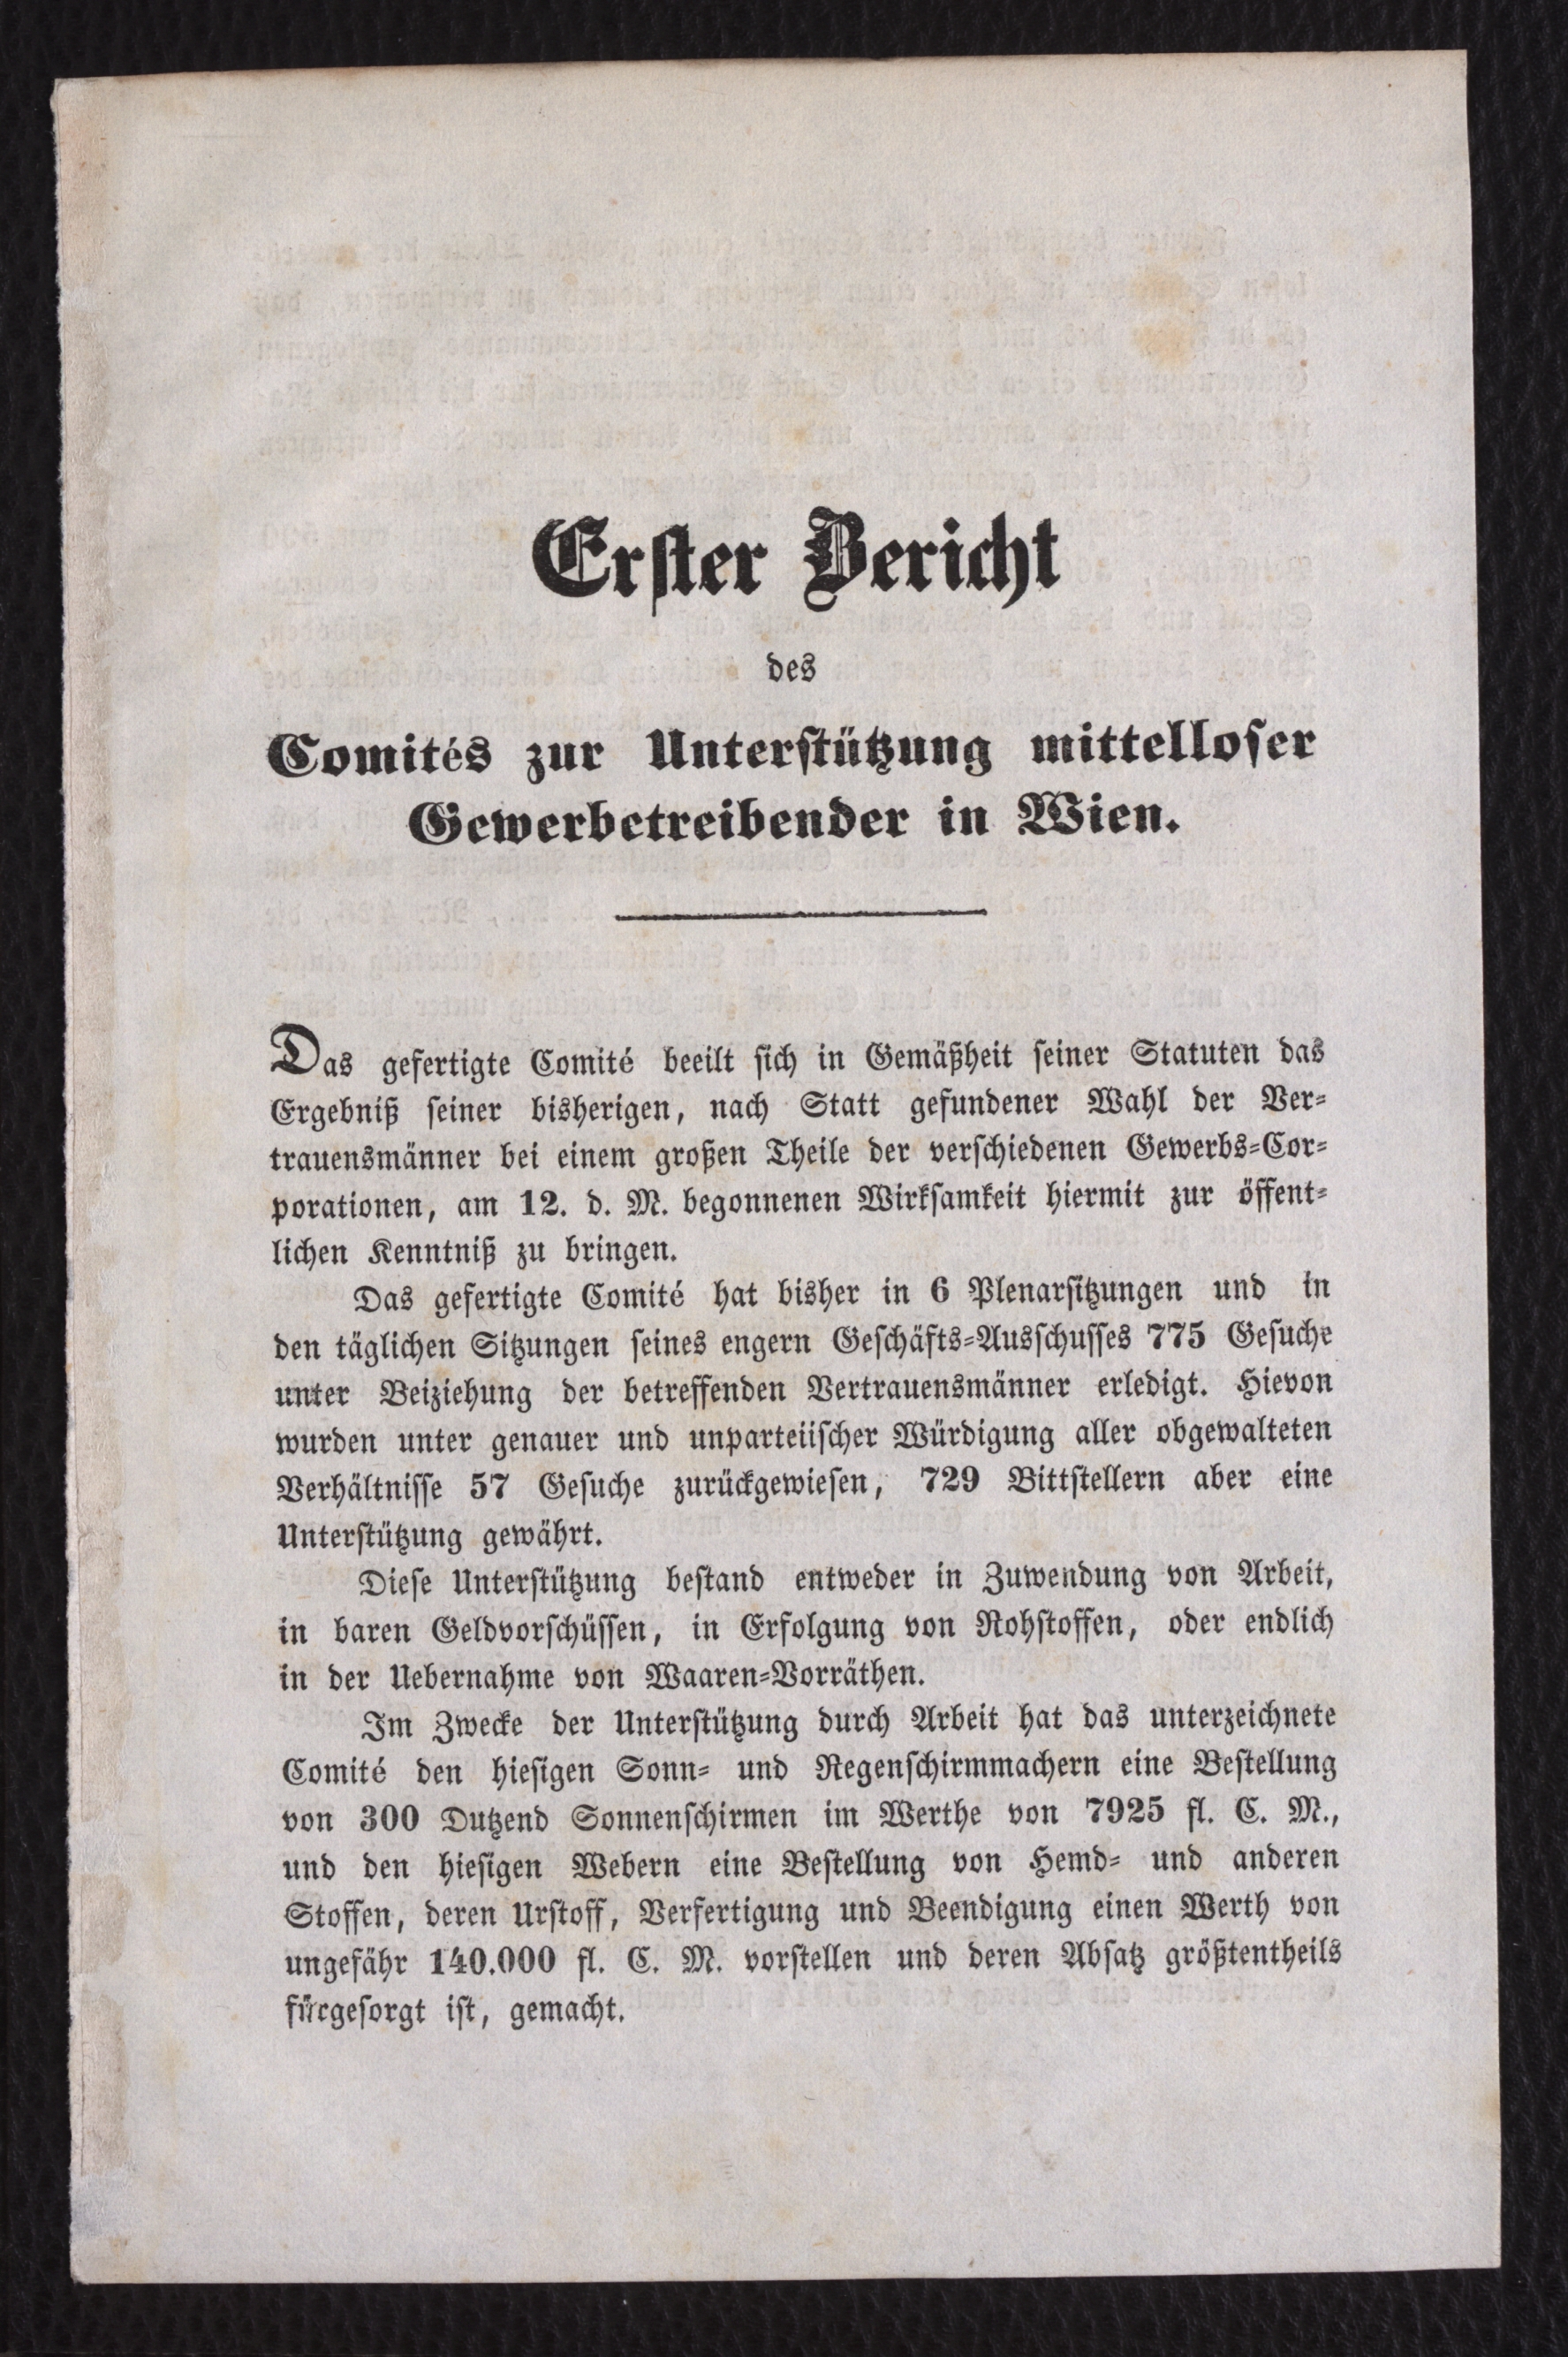 Erster Bericht
des
Comités zur Unterstützung mittelloser
Gewerbetreibender in Wien.
Das gefertigte Comité beeilt sich in Gemäßheit seiner Statuten das
Ergebniß seiner bisherigen, nach Statt gefundener Wahl der Ver-
trauensmänner bei einem großen Theile der verschiedenen Gewerbs-Cor-
porationen, am 12. d. M. begonnenen Wirksamkeit hiermit zur öffent-
lichen Kenntniß zu bringen.
Das gefertigte Comité hat bisher in 6 Plenarsitzungen und in
den täglichen Sitzungen seines engern Geschäfts-Ausschusses 775 Gesuche
unter Beiziehung der betreffenden Vertrauensmänner erledigt. Hievon
wurden unter genauer und unparteiischer Würdigung aller obgewalteten
Verhältnisse 57 Gesuche zurückgewiesen, 729 Bittstellern aber eine
Unterstützung gewährt.
Diese Unterstützung bestand entweder in Zuwendung von Arbeit,
in baren Geldvorschüssen, in Erfolgung von Rohstoffen, oder endlich
in der Uebernahme von Waaren-Vorräthen.
Im Zwecke der Unterstützung durch Arbeit hat das unterzeichnete
Comité den hiesigen Sonn- und Regenschirmmachern eine Bestellung
von 300 Dutzend Sonnenschirmen im Werthe von 7925 fl. C. M.,
und den hiesigen Webern eine Bestellung von Hemd- und anderen
Stoffen, deren Urstoff, Verfertigung und Beendigung einen Werth von
ungefähr 140.000 fl. C. M. vorstellen und deren Absatz größtentheils
fürgesorgt ist, gemacht.